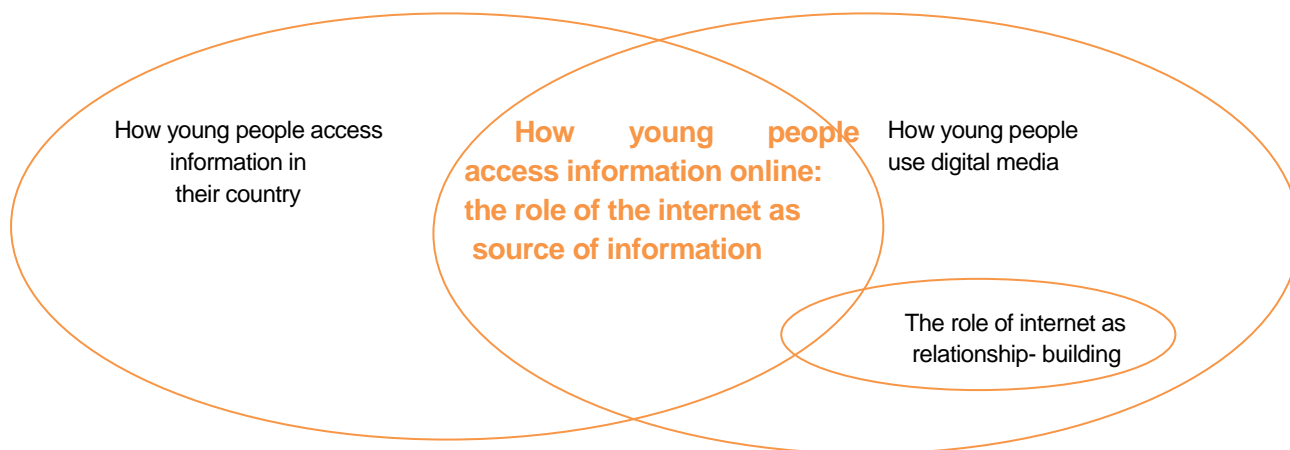 How young people access
information in
their country
How young people
access information online:
the role of the internet as
source of information
How young people
use digital media
The role of internet as
relationship- building